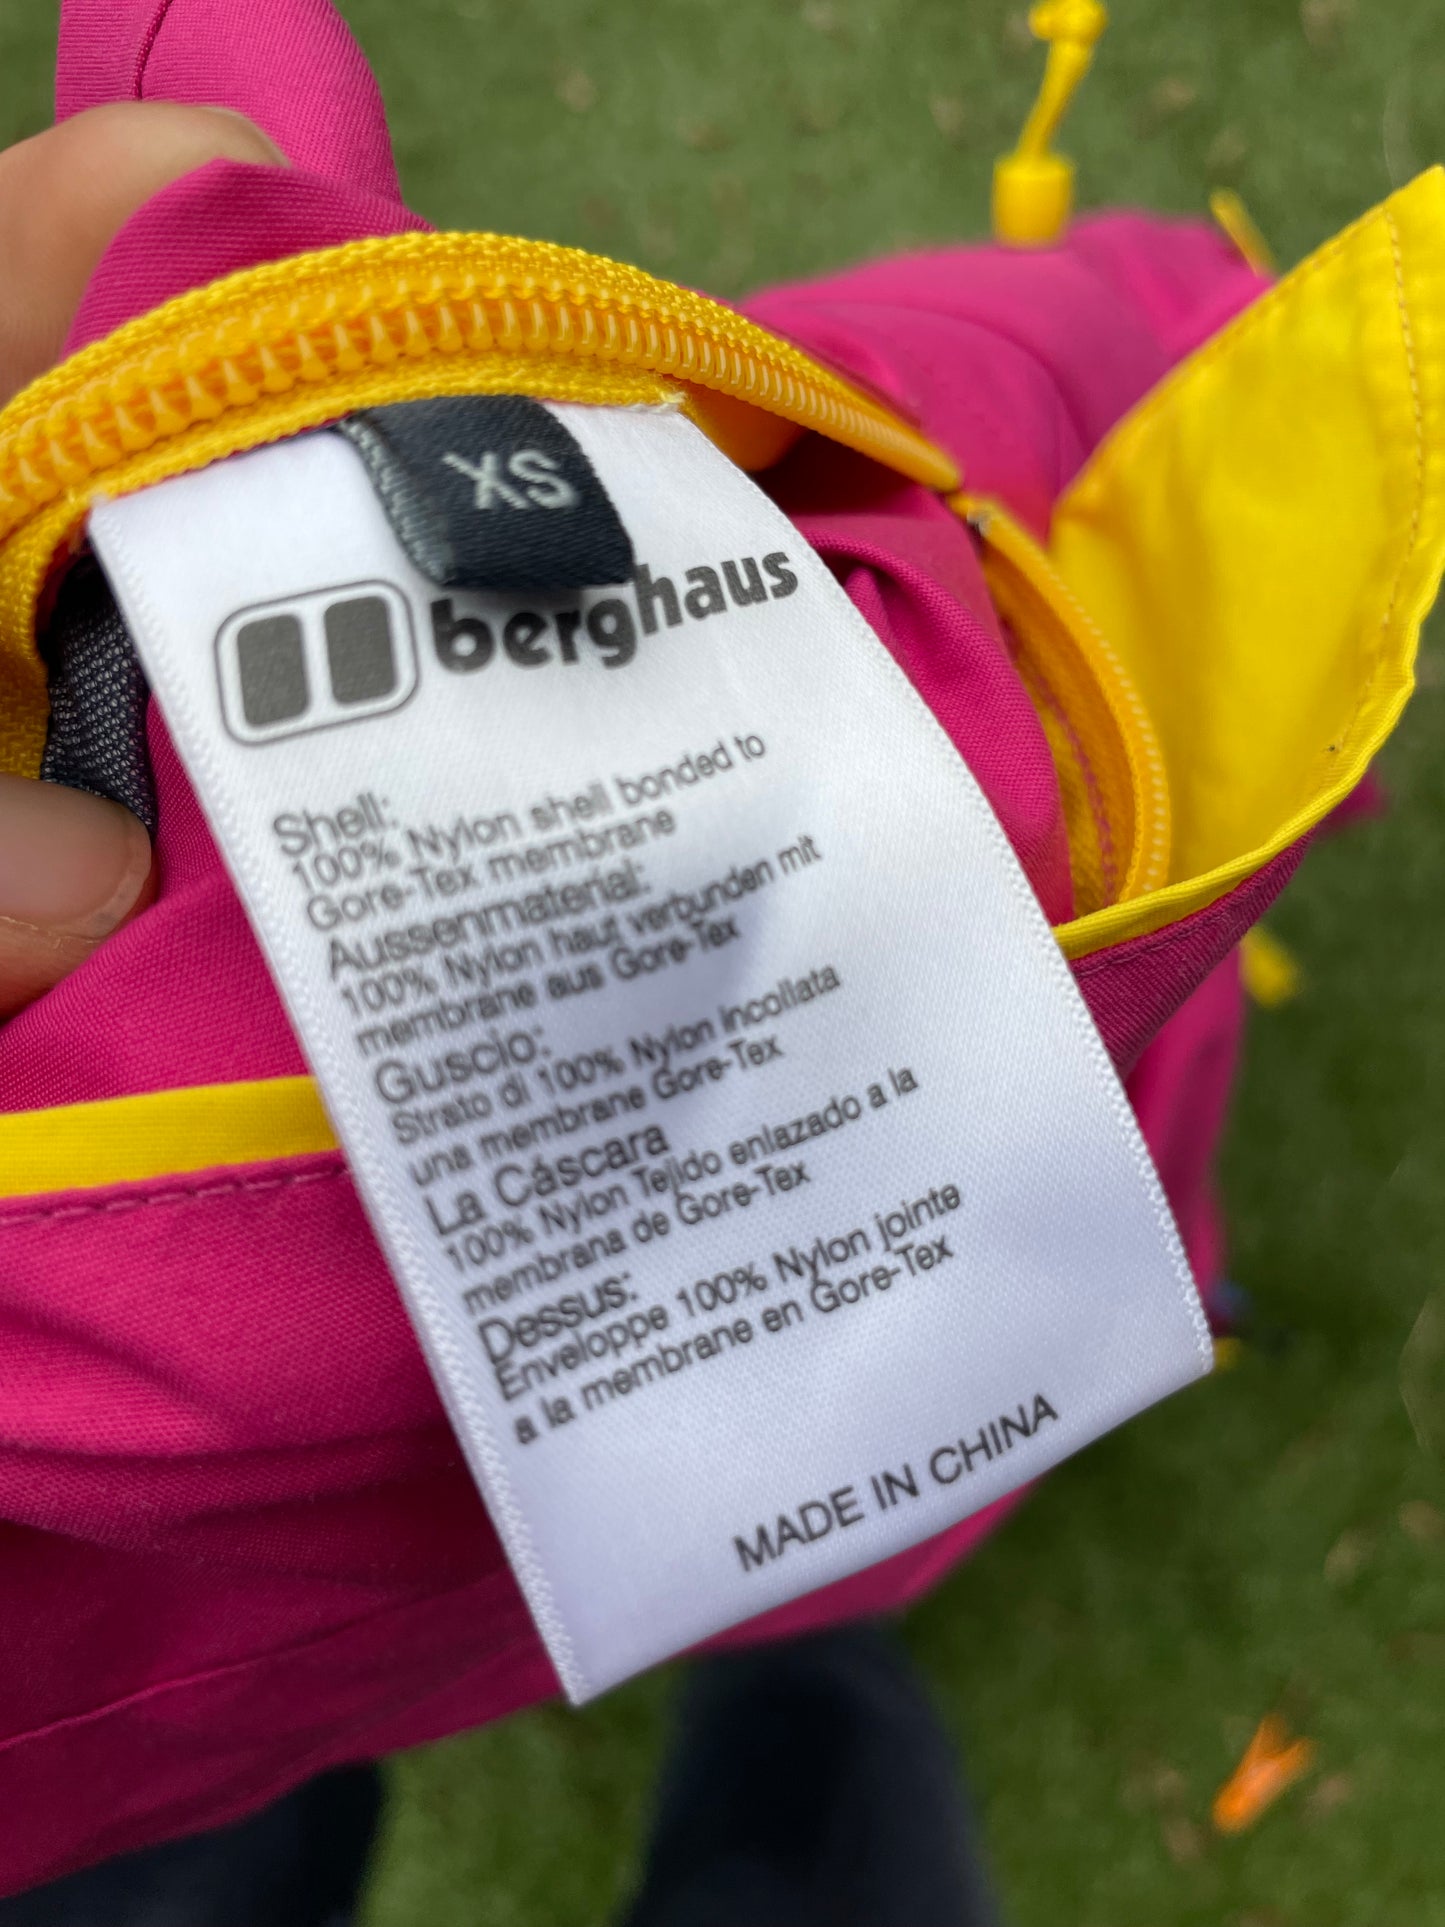 XS
berghaus
Shell:
100% Nylon shell bonded to
Gore-Tex membrane
Aussenmaterial:
100% Nylon haut verbunden mit
membrane aus Gore-Tex
Guscio:
Strato di 100% Nylon incollata
una membrane Gore-Tex
La Cáscara
100% Nylon Tejido enlazado a la
membrana de Gore-Tex
Dessus:
Enveloppe 100% Nylon jointe
a la membrane en Gore-Tex
MADE IN CHINA